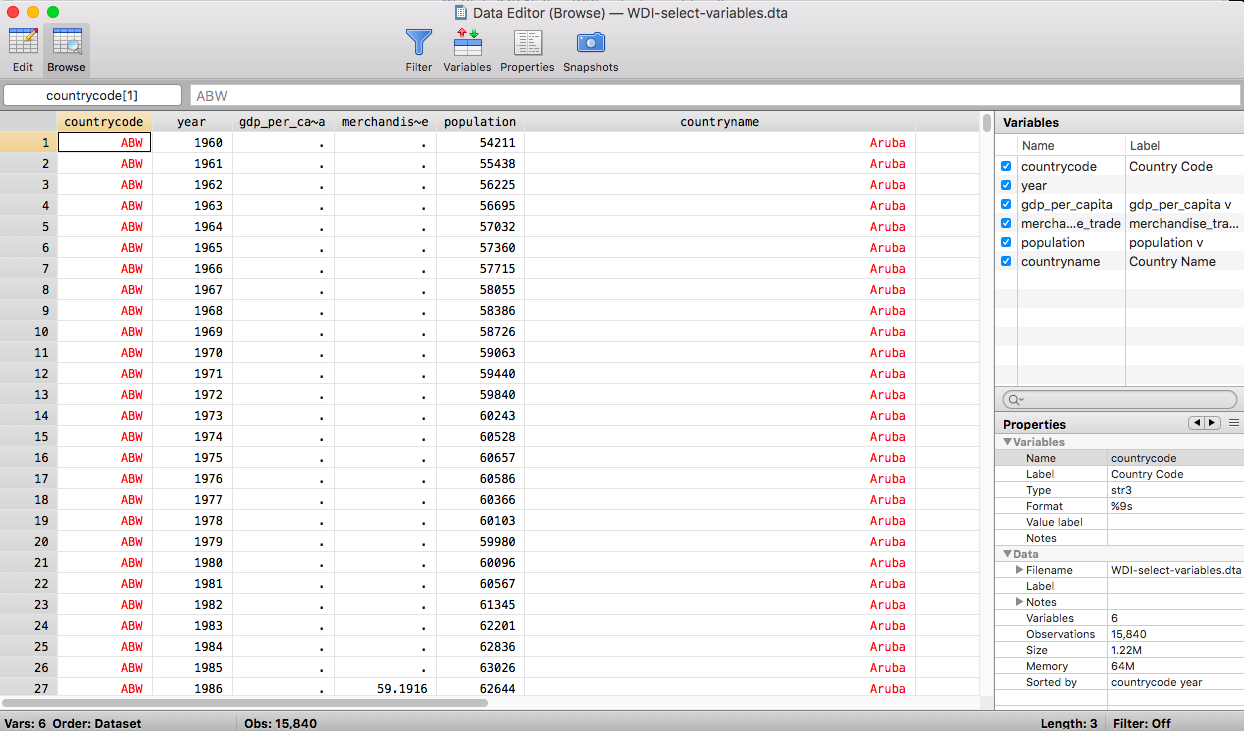 Data Editor (Browse) — WDI-select-variables.dta
Edit Browse Filter Variables Properties Snapshots
countrycode[1] ABW
countrycode year gdp_per_ca~a merchandis~e population countryname
1 ABW 1960 . . 54211 Aruba
2 ABW 1961 . . 55438 Aruba
3 ABW 1962 . . 56225 Aruba
4 ABW 1963 . . 56695 Aruba
5 ABW 1964 . . 57032 Aruba
6 ABW 1965 . . 57360 Aruba
7 ABW 1966 . . 57715 Aruba
8 ABW 1967 . . 58055 Aruba
9 ABW 1968 . . 58386 Aruba
10 ABW 1969 . . 58726 Aruba
11 ABW 1970 . . 59063 Aruba
12 ABW 1971 . . 59440 Aruba
13 ABW 1972 . . 59840 Aruba
14 ABW 1973 . . 60243 Aruba
15 ABW 1974 . . 60528 Aruba
16 ABW 1975 . . 60657 Aruba
17 ABW 1976 . . 60586 Aruba
18 ABW 1977 . . 60366 Aruba
19 ABW 1978 . . 60103 Aruba
20 ABW 1979 . . 59980 Aruba
21 ABW 1980 . . 60096 Aruba
22 ABW 1981 . . 60567 Aruba
23 ABW 1982 . . 61345 Aruba
24 ABW 1983 . . 62201 Aruba
25 ABW 1984 . . 62836 Aruba
26 ABW 1985 . . 63026 Aruba
27 ABW 1986 . 59.1916 62644 Aruba
Variables
Name Label
countrycode Country Code
year
gdp_per_capita gdp_per_capita v
mercha...e_trade merchandise_tra...
population population v
countryname Country Name
Properties
Variables
Name countrycode
Label Country Code
Type str3
Format %9s
Value label
Notes
Data
Filename WDI-select-variables.dta
Label
Notes
Variables 6
Observations 15,840
Size 1.22M
Memory 64M
Sorted by countrycode year
Vars: 6 Order: Dataset Obs: 15,840 Length: 3 Filter: Off